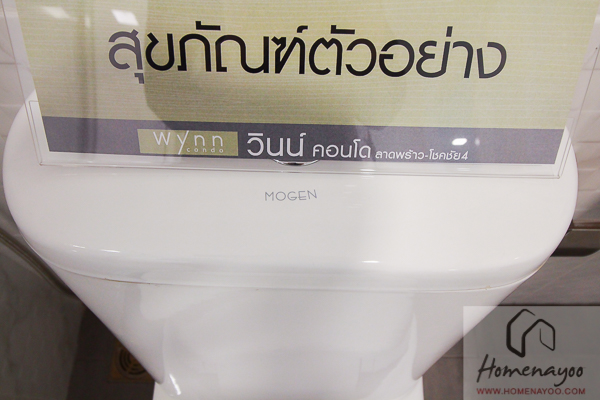 สุขภัณฑ์ตัวอย่าง
wynn
condo
วินน์ คอนโด ลาดพร้าว-โชคชัย 4
MOGEN
Homenayoo
WWW.HOMENAYOO.COM